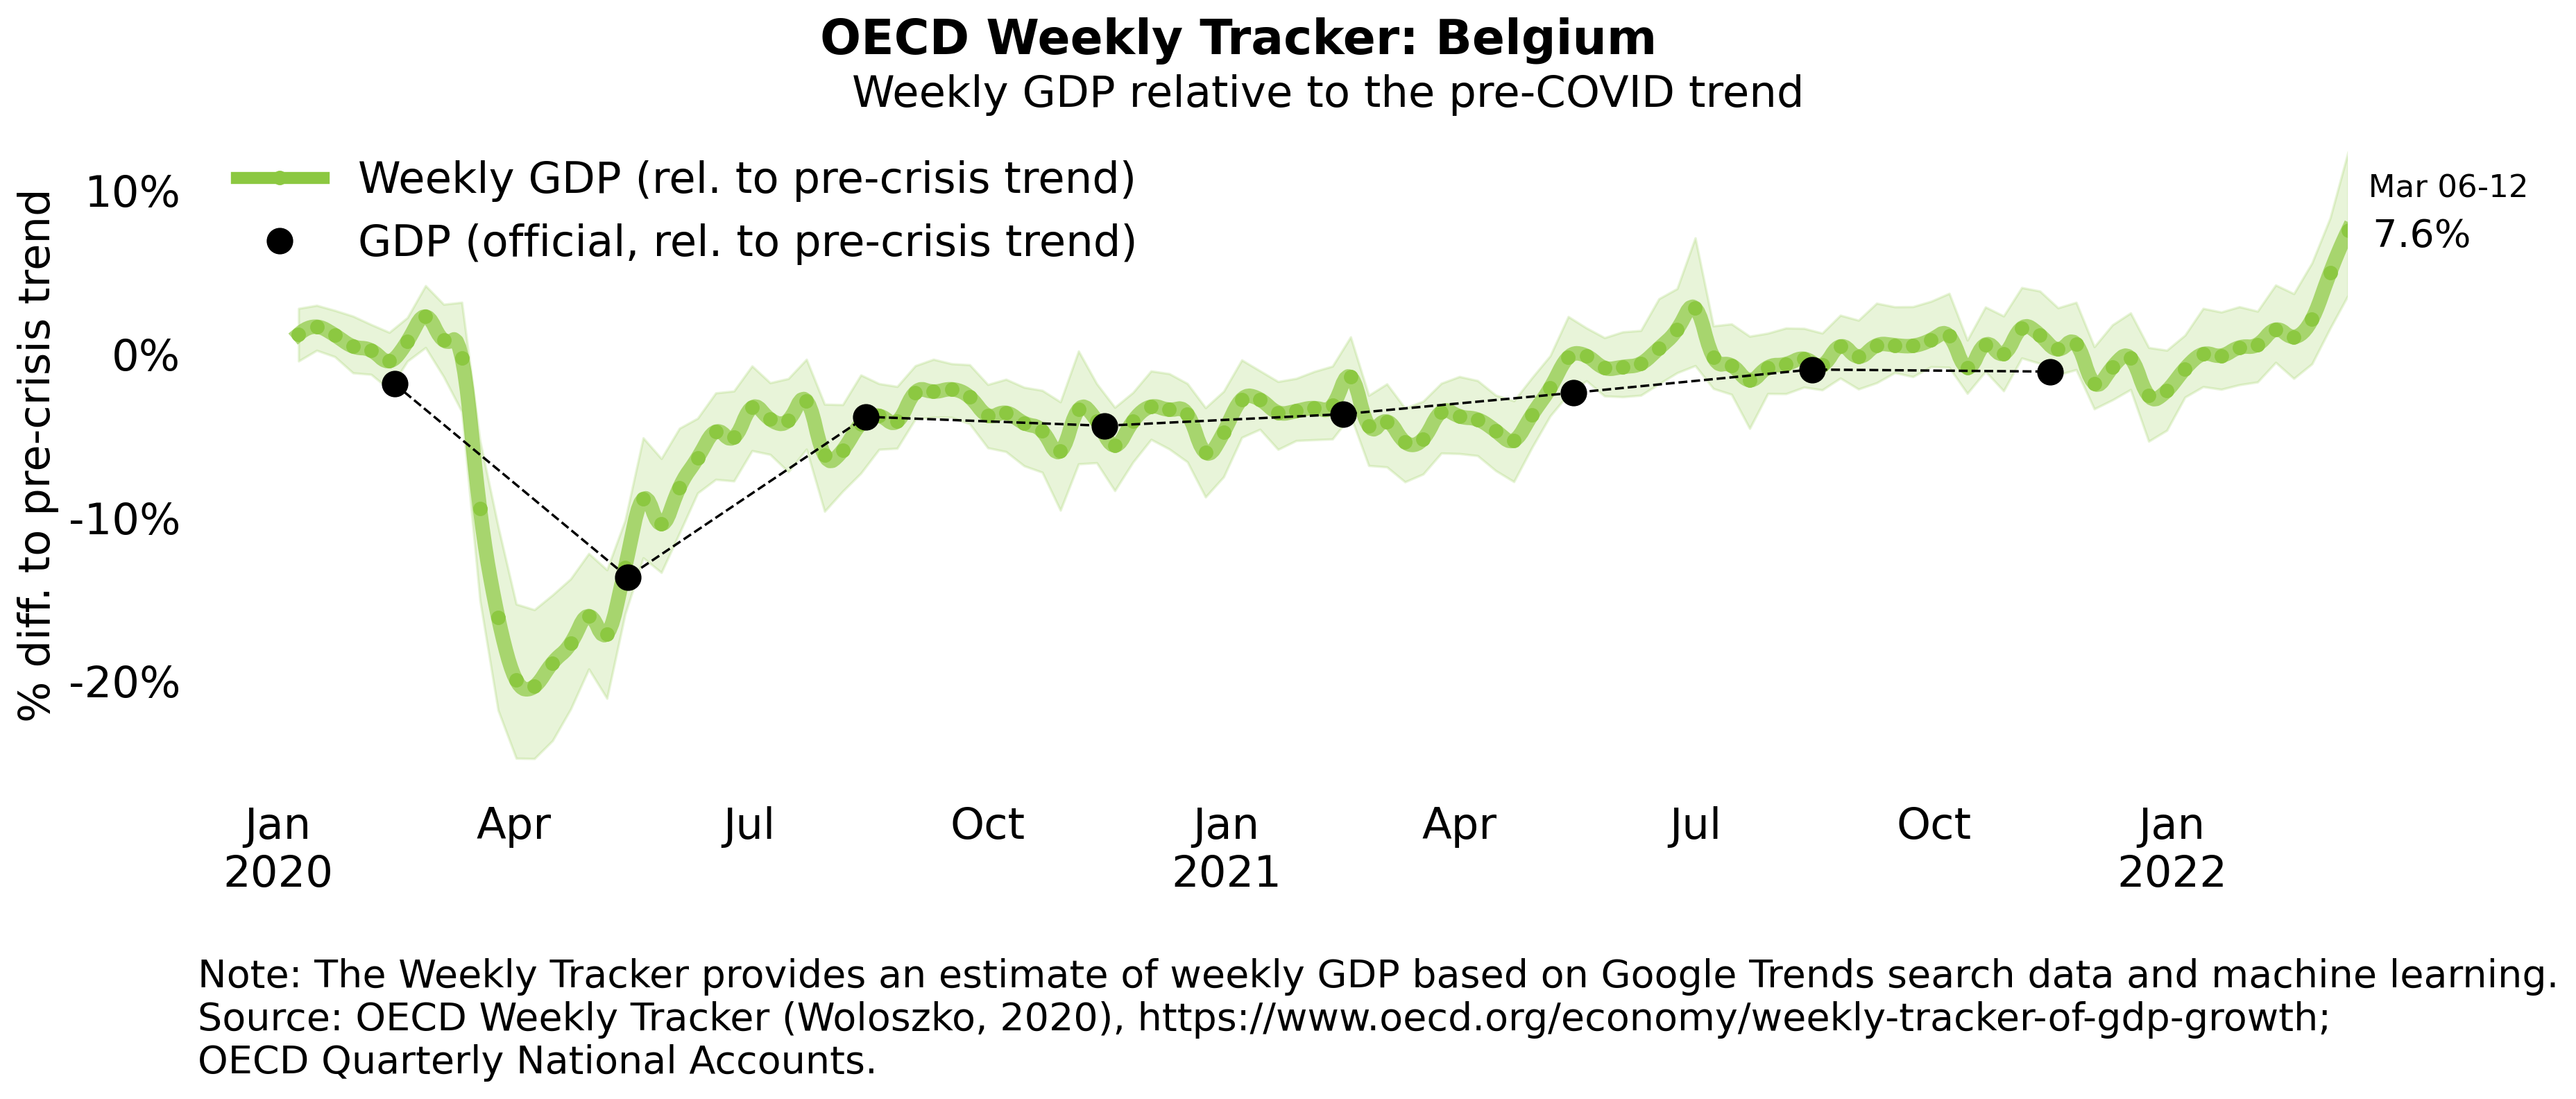 OECD Weekly Tracker: Belgium
Weekly GDP relative to the pre-COVID trend
% diff. to pre-crisis trend
10%
0%
-10%
-20%
Weekly GDP (rel. to pre-crisis trend)
GDP (official, rel. to pre-crisis trend)
Mar 06-12
7.6%
Jan Apr Jul Oct Jan Apr Jul Oct Jan
2020 2021 2022
Note: The Weekly Tracker provides an estimate of weekly GDP based on Google Trends search data and machine learning.
Source: OECD Weekly Tracker (Woloszko, 2020), https://www.oecd.org/economy/weekly-tracker-of-gdp-growth;
OECD Quarterly National Accounts.